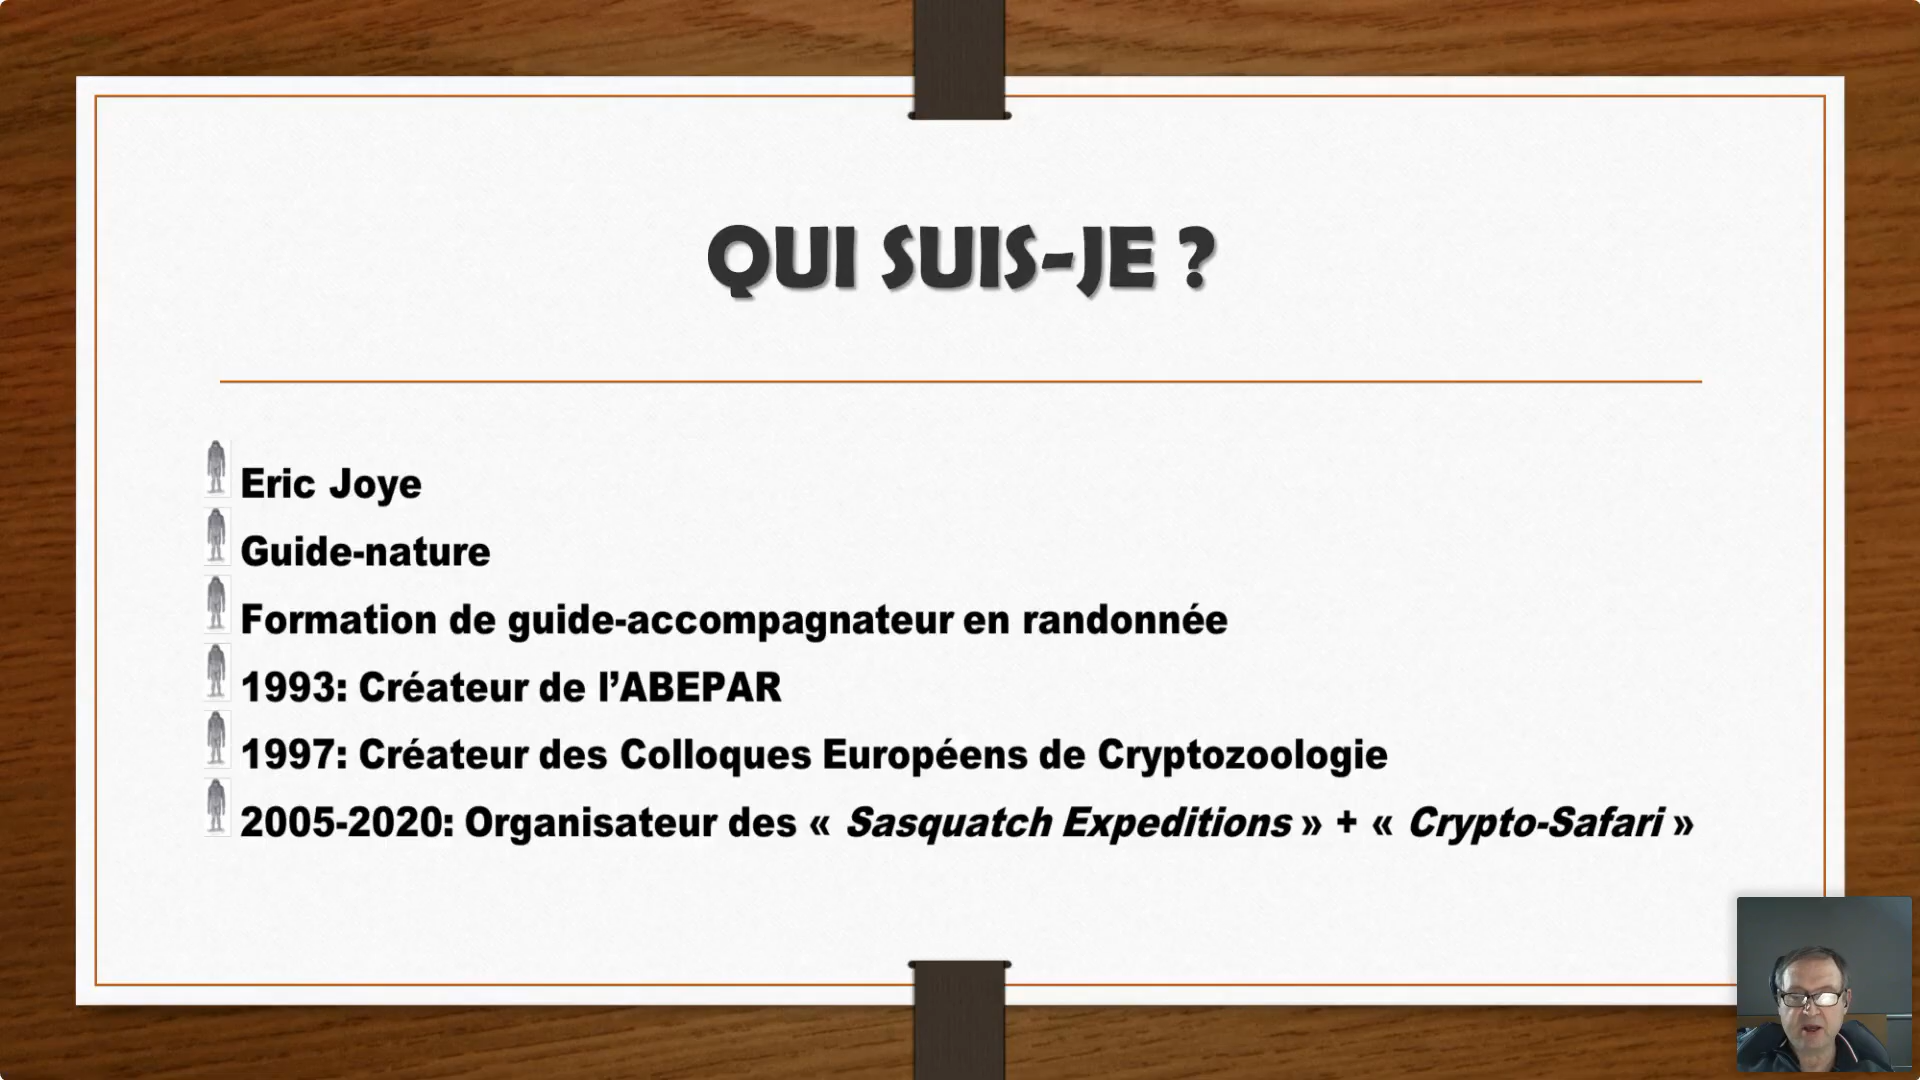 QUI SUIS-JE ?
Eric Joye
Guide-nature
Formation de guide-accompagnateur en randonnée
1993: Créateur de l’ABEPAR
1997: Créateur des Colloques Européens de Cryptozoologie
2005-2020: Organisateur des « Sasquatch Expeditions » + « Crypto-Safari »